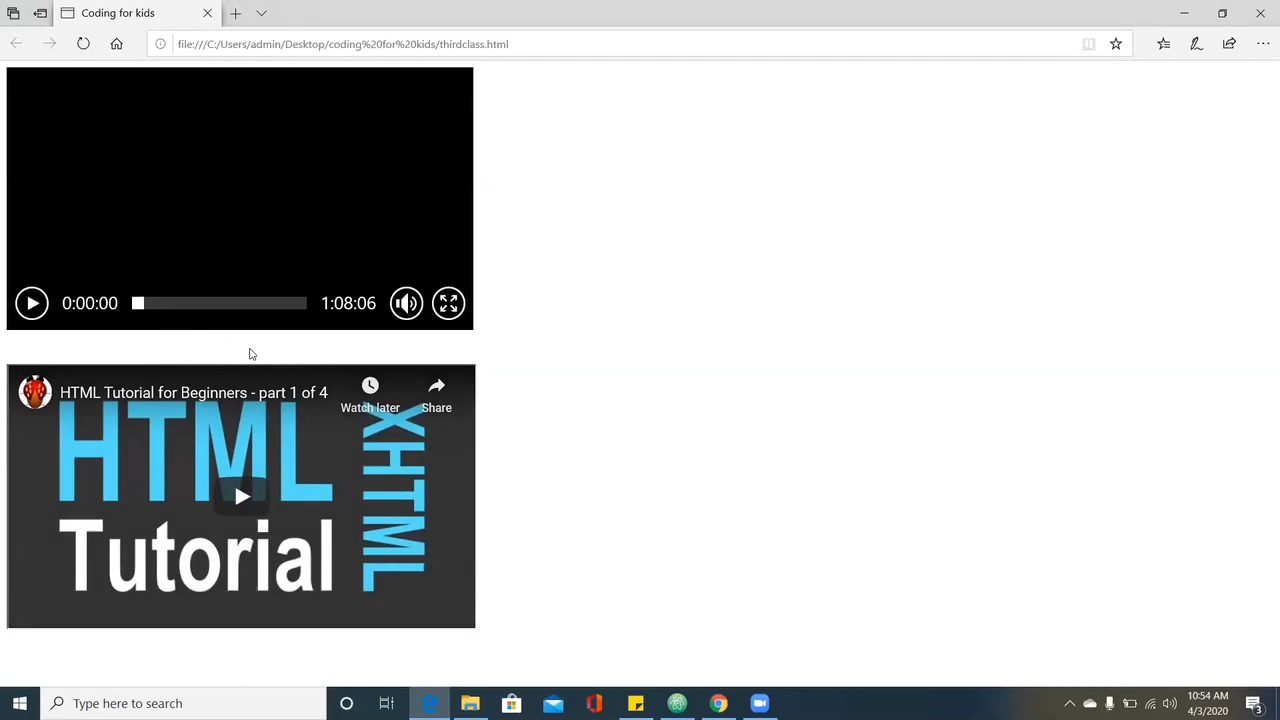 Coding for kids
file:///C:/Users/admin/Desktop/coding%20for%20kids/thirdclass.html
0:00:00
1:08:06
HTML Tutorial for Beginners - part 1 of 4
Watch later
Share
HTML
XHTML
Tutorial
Type here to search
10:54 AM
4/3/2020
3